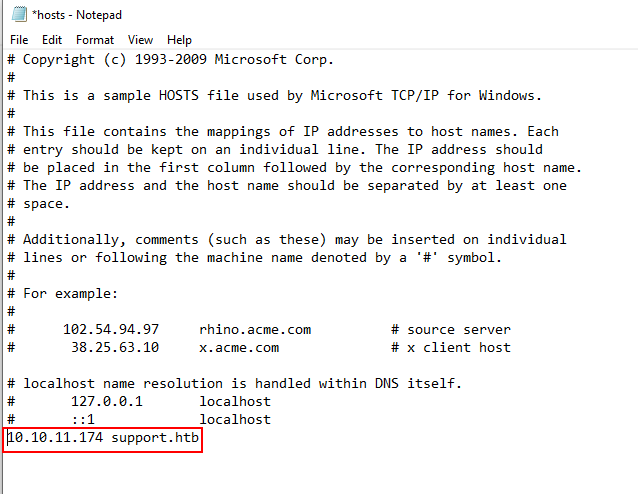 *hosts - Notepad
File Edit Format View Help
# Copyright (c) 1993-2009 Microsoft Corp.
#
# This is a sample HOSTS file used by Microsoft TCP/IP for Windows.
#
# This file contains the mappings of IP addresses to host names. Each
# entry should be kept on an individual line. The IP address should
# be placed in the first column followed by the corresponding host name.
# The IP address and the host name should be separated by at least one
# space.
#
# Additionally, comments (such as these) may be inserted on individual
# lines or following the machine name denoted by a '#' symbol.
#
# For example:
#
#      102.54.94.97     rhino.acme.com          # source server
#       38.25.63.10     x.acme.com              # x client host

# localhost name resolution is handled within DNS itself.
#       127.0.0.1       localhost
#       ::1             localhost
10.10.11.174 support.htb